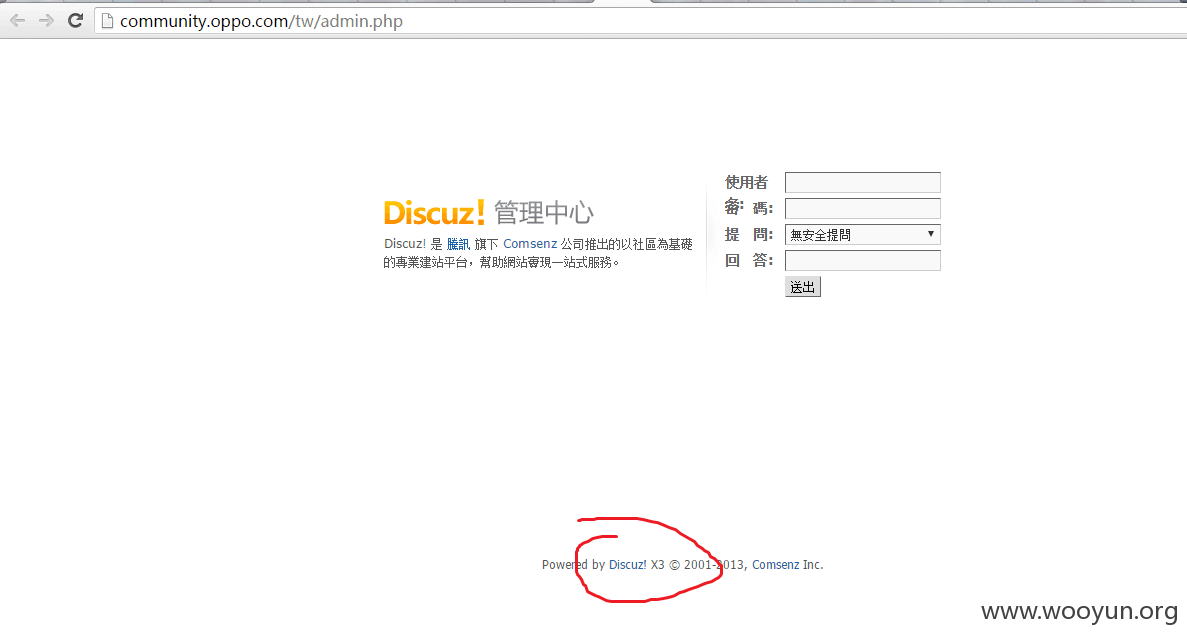 community.oppo.com/tw/admin.php
Discuz! 管理中心
Discuz! 是 騰訊 旗下 Comsenz 公司推出的以社區為基礎
的專業建站平台，幫助網站實現一站式服務。
使用者
密 碼:
提 問: 無安全提問
回 答:
送出
Powered by Discuz! X3 © 2001-2013, Comsenz Inc.
www.wooyun.org